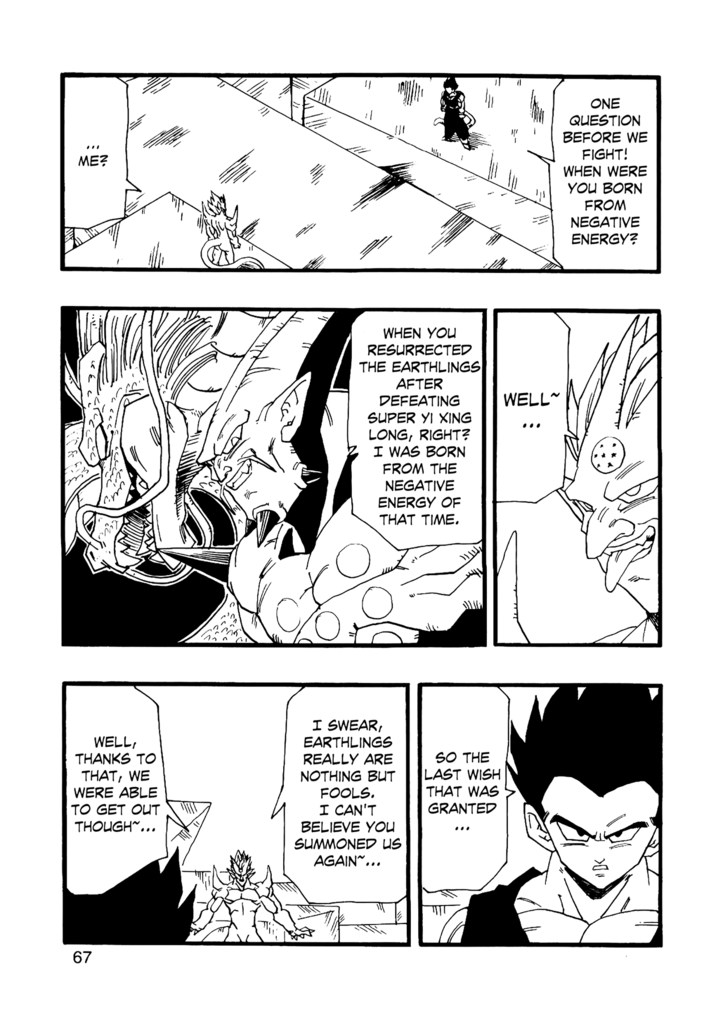 ONE
QUESTION
BEFORE WE
FIGHT!
WHEN WERE
YOU BORN
FROM
NEGATIVE
ENERGY?
...
ME?
WELL~
...
WHEN YOU
RESURRECTED
THE EARTHLINGS
AFTER
DEFEATING
SUPER YI XING
LONG, RIGHT?
I WAS BORN
FROM THE
NEGATIVE
ENERGY OF
THAT TIME.
SO THE
LAST WISH
THAT WAS
GRANTED
...
I SWEAR,
EARTHLINGS
REALLY ARE
NOTHING BUT
FOOLS.
I CAN'T
BELIEVE YOU
SUMMONED US
AGAIN~...
WELL,
THANKS TO
THAT, WE
WERE ABLE
TO GET OUT
THOUGH~...
67